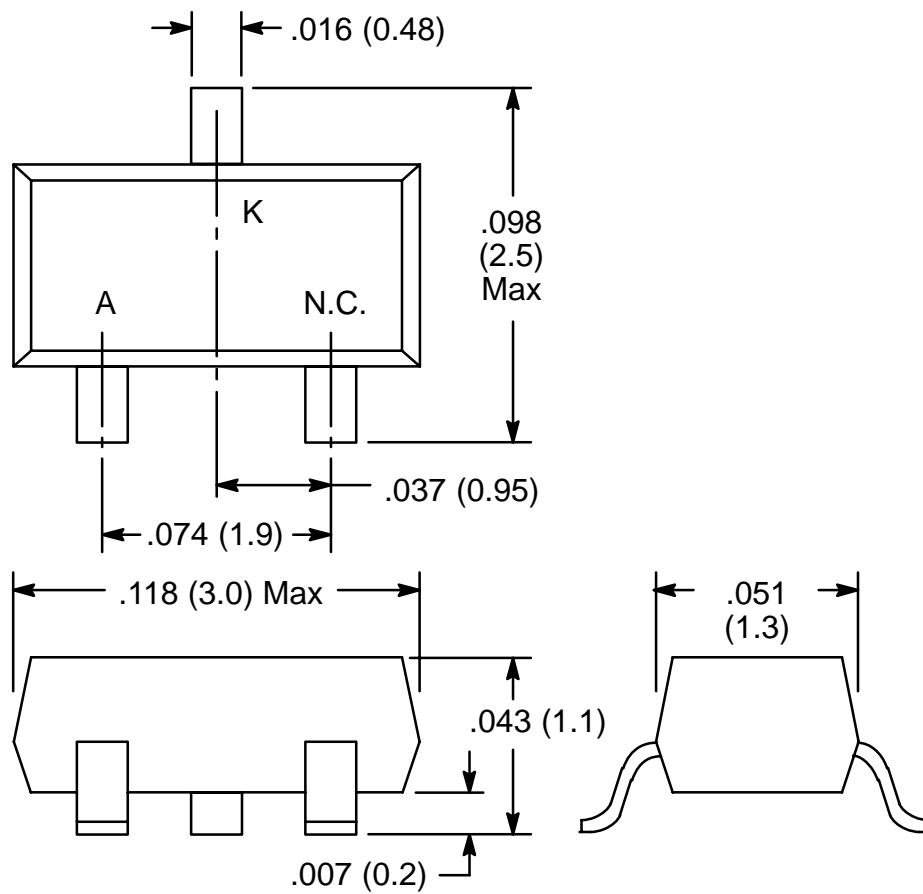 .016 (0.48)
K
.098
(2.5)
Max
A
N.C.
.037 (0.95)
.074 (1.9)
.118 (3.0) Max
.051
(1.3)
.043 (1.1)
.007 (0.2)